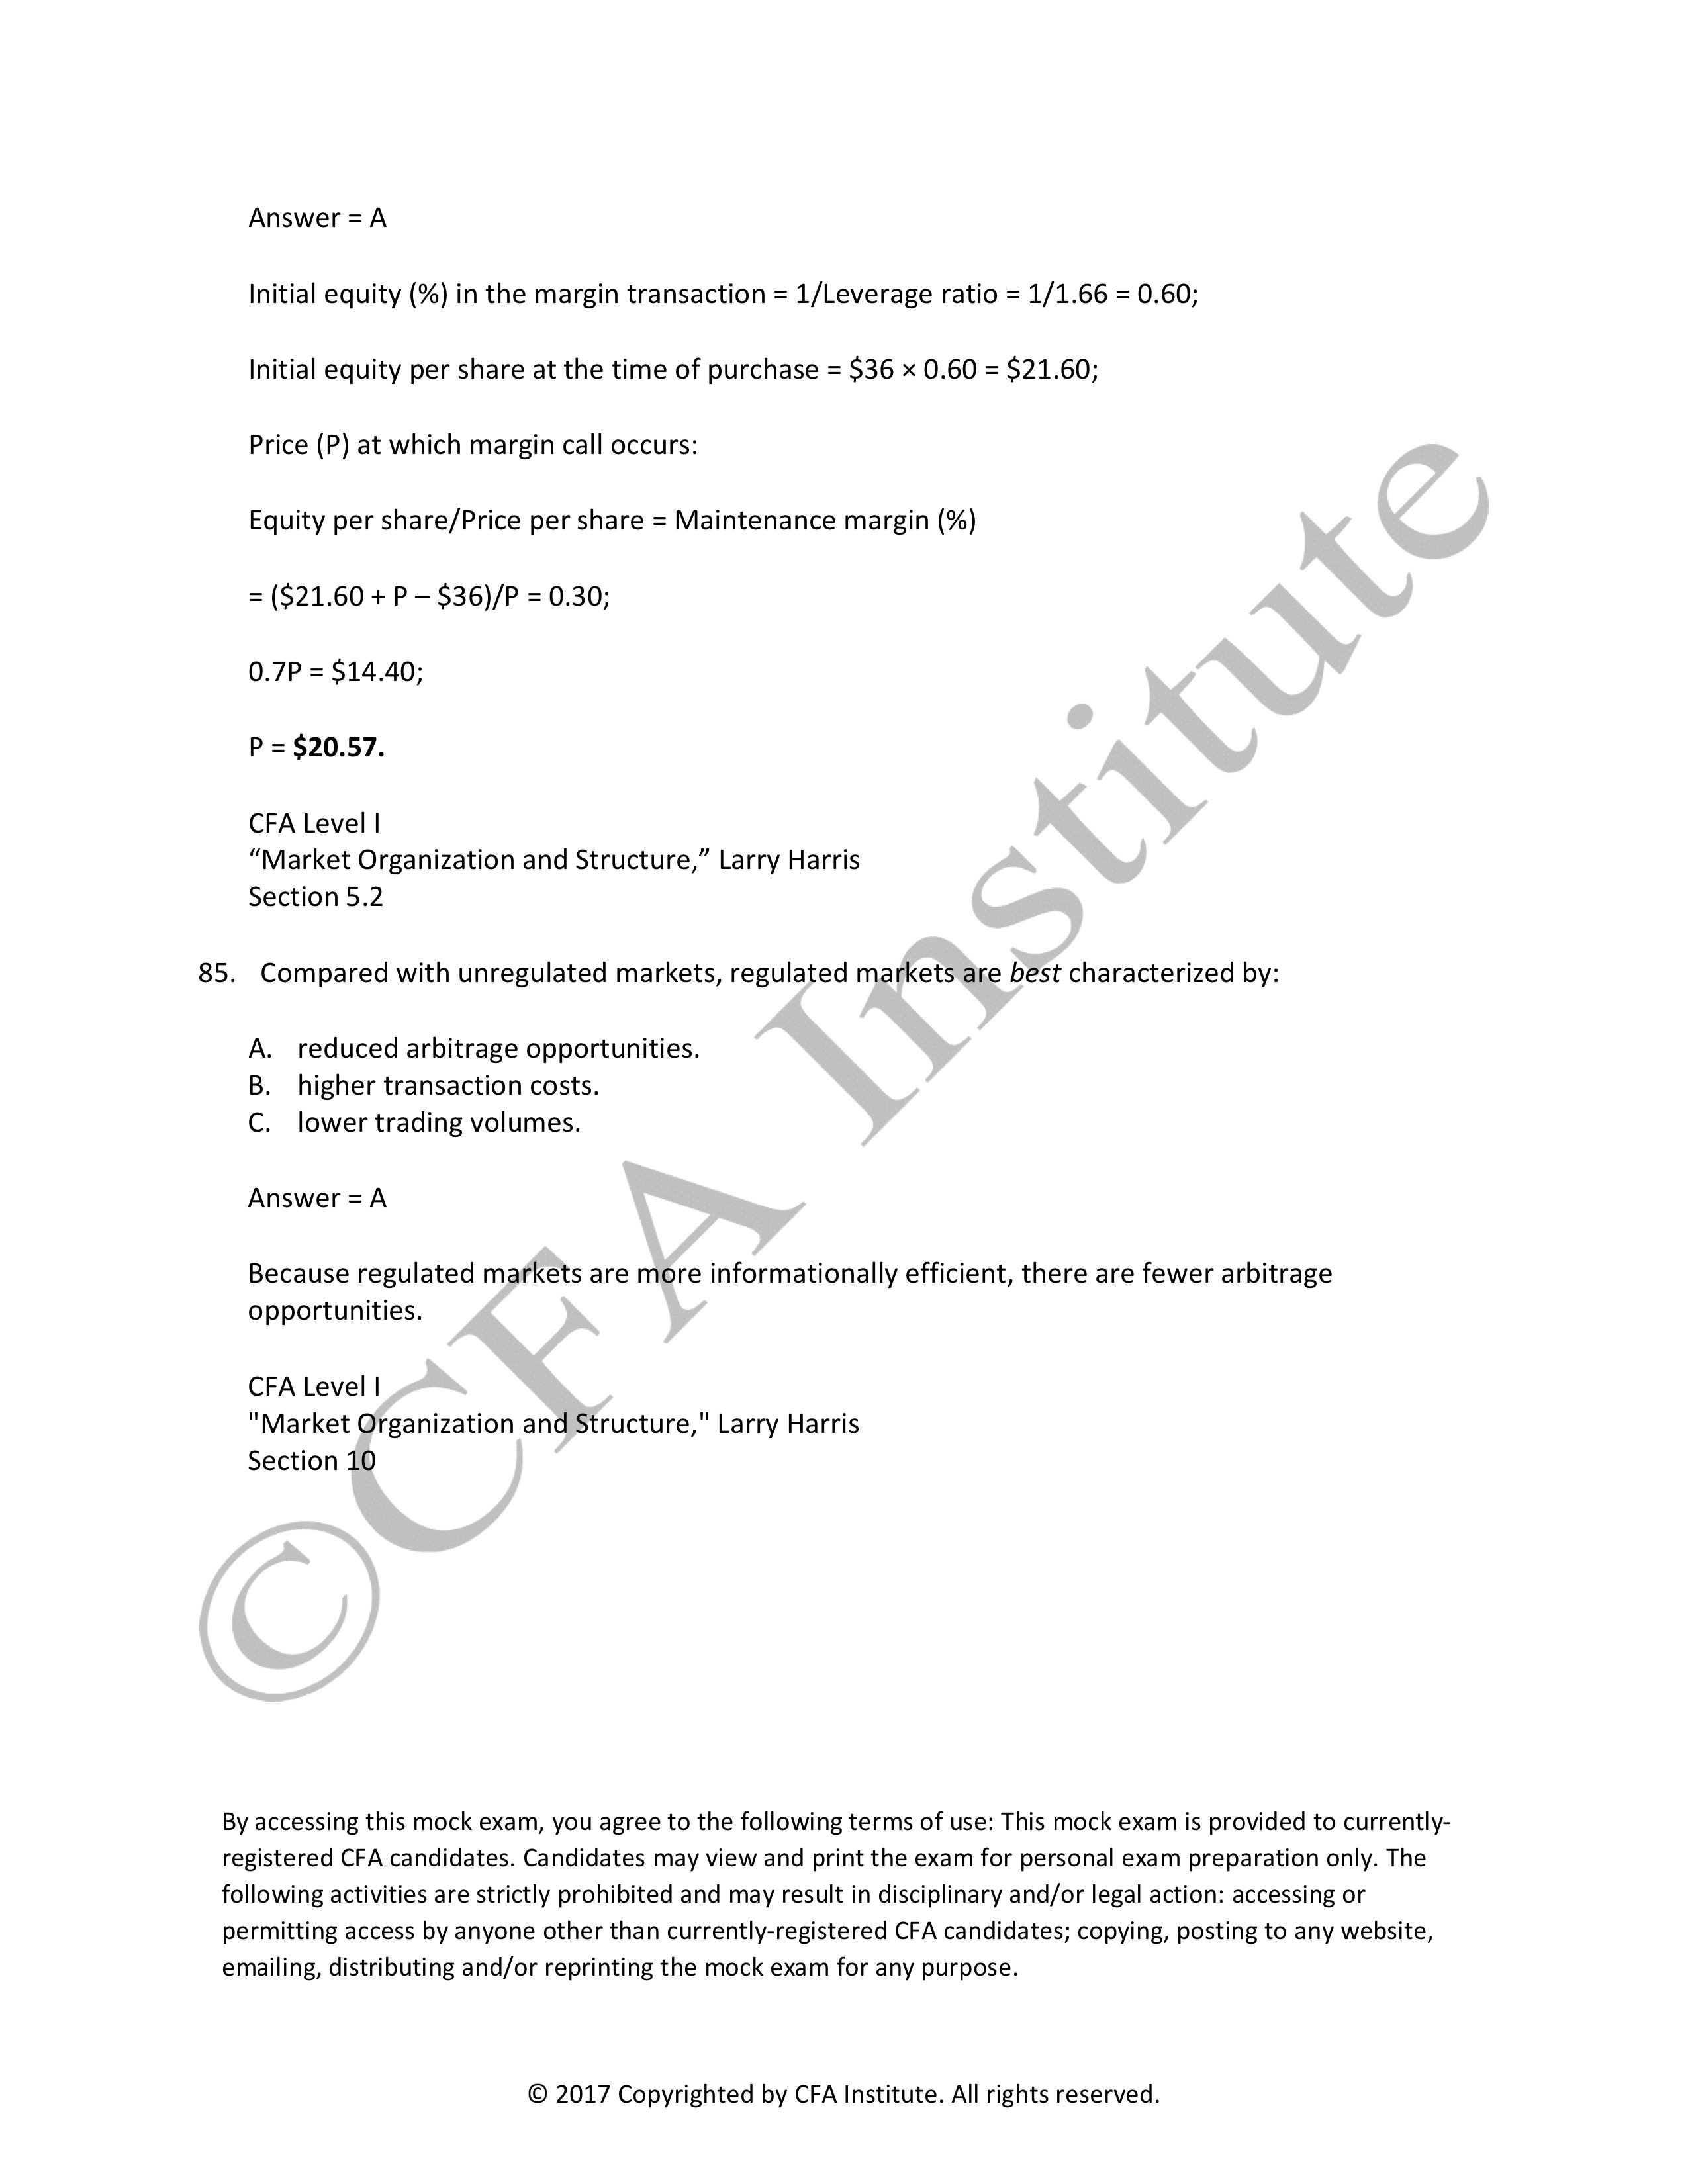 Answer = A
Initial equity (%) in the margin transaction = 1/Leverage ratio = 1/1.66 = 0.60;
Initial equity per share at the time of purchase = $36 × 0.60 = $21.60;
Price (P) at which margin call occurs:
Equity per share/Price per share = Maintenance margin (%)
= ($21.60 + P – $36)/P = 0.30;
0.7P = $14.40;
P = $20.57.
CFA Level I
“Market Organization and Structure,” Larry Harris
Section 5.2
85. Compared with unregulated markets, regulated markets are best characterized by:
A. reduced arbitrage opportunities.
B. higher transaction costs.
C. lower trading volumes.
Answer = A
Because regulated markets are more informationally efficient, there are fewer arbitrage
opportunities.
CFA Level I
"Market Organization and Structure," Larry Harris
Section 10
©CFA Institute
By accessing this mock exam, you agree to the following terms of use: This mock exam is provided to currently-
registered CFA candidates. Candidates may view and print the exam for personal exam preparation only. The
following activities are strictly prohibited and may result in disciplinary and/or legal action: accessing or
permitting access by anyone other than currently-registered CFA candidates; copying, posting to any website,
emailing, distributing and/or reprinting the mock exam for any purpose.
© 2017 Copyrighted by CFA Institute. All rights reserved.